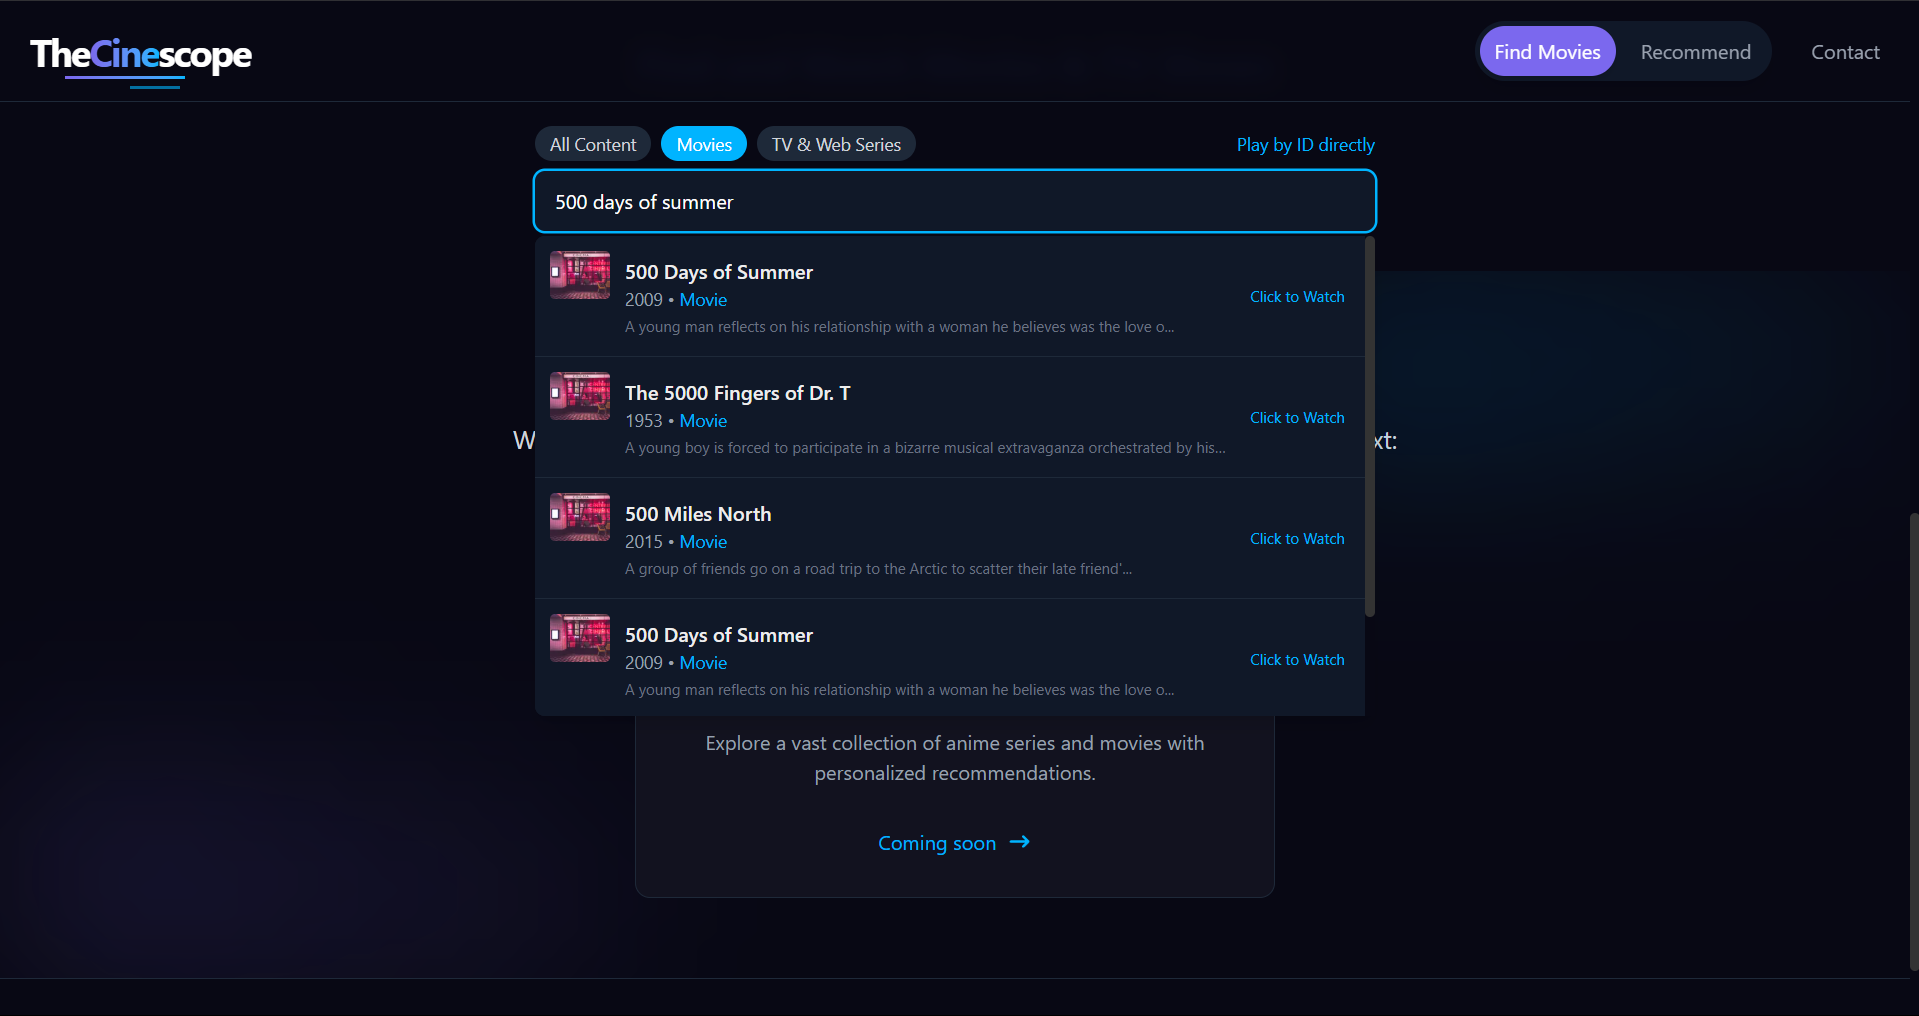 TheCinescope
Find Movies
Recommend
Contact
All Content
Movies
TV & Web Series
Play by ID directly
500 days of summer
500 Days of Summer
2009 • Movie
A young man reflects on his relationship with a woman he believes was the love o...
Click to Watch
The 5000 Fingers of Dr. T
1953 • Movie
A young boy is forced to participate in a bizarre musical extravaganza orchestrated by his...
Click to Watch
500 Miles North
2015 • Movie
A group of friends go on a road trip to the Arctic to scatter their late friend'...
Click to Watch
500 Days of Summer
2009 • Movie
A young man reflects on his relationship with a woman he believes was the love o...
Click to Watch
Explore a vast collection of anime series and movies with
personalized recommendations.
Coming soon →